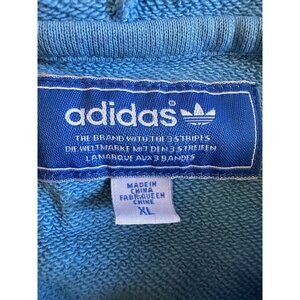 adidas
THE BRAND WITH THE 3 STRIPES
DIE WELTMARKE MIT DEN 3 STREIFEN
LA MARQUE AUX 3 BANDES
MADE IN
CHINA
FABRIQUE EN
CHINE
XL